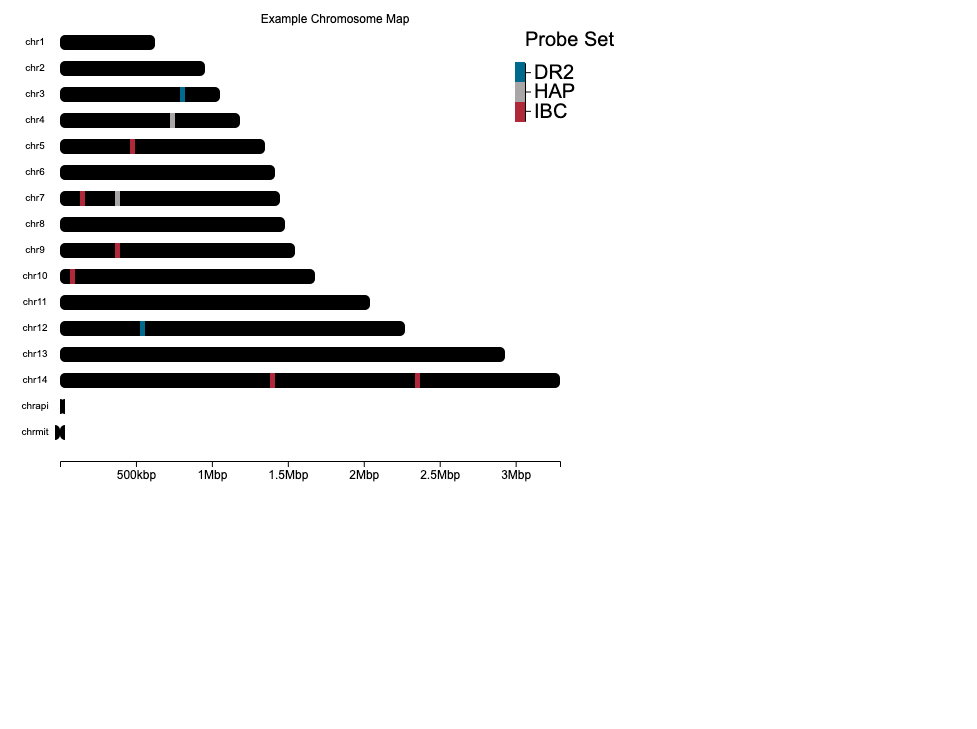 Example Chromosome Map
Probe Set
DR2
HAP
IBC
chr1
chr2
chr3
chr4
chr5
chr6
chr7
chr8
chr9
chr10
chr11
chr12
chr13
chr14
chrapi
chrmit
500kbp 1Mbp 1.5Mbp 2Mbp 2.5Mbp 3Mbp